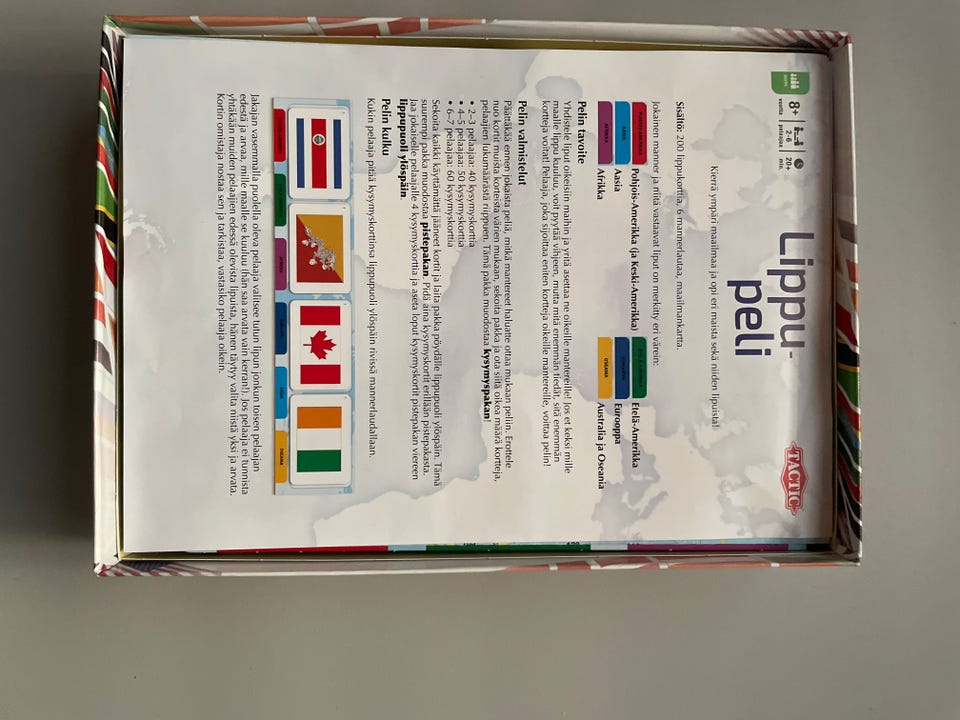 8+
vuotta
2-6
pelaajaa
20+
min.
TACTIC
Lippu-
peli
Kierrä ympäri maailmaa ja opi eri maista sekä niiden lipuista!
Sisältö: 200 lippukorttia, 6 mannerlautaa, maailmankartta.
Jokainen manner ja niitä vastaavat liput on merkitty eri värein:
Pohjois-Amerikka (ja Keski-Amerikka)
Etelä-Amerikka
Aasia
Eurooppa
Afrikka
Australia ja Oseania
Pelin tavoite
Yhdistele liput oikeisiin maihin ja yritä asettaa ne oikeille mantereille! Jos et keksi mille
maalle lippu kuuluu, voit pyytää vihjeen, mutta mitä enemmän tiedät, sitä enemmän
kortteja voitat! Pelaaja, joka sijoittaa eniten kortteja oikeille mantereille, voittaa pelin!
Pelin valmistelut
Päättäkää ennen jokaista peliä, mitkä mantereet haluatte ottaa mukaan peliin. Erottele
nuo kortit muista korteista värien mukaan, sekoita pakka ja ota siitä oikea määrä kortteja,
pelaajien lukumäärästä riippuen. Tämä pakka muodostaa kysymyspakan!
• 2–3 pelaajaa: 40 kysymyskorttia
• 4–5 pelaajaa: 50 kysymyskorttia
• 6–7 pelaajaa: 60 kysymyskorttia
Sekoita kaikki käyttämättä jääneet kortit ja laita pakka pöydälle lippupuoli ylöspäin. Tämä
suurempi pakka muodostaa pistepakan. Pidä aina kysymyskortit erillään pistepakasta.
Jaa jokaiselle pelaajalle 4 kysymyskorttia ja aseta loput kysymyskortit pistepakan viereen
lippupuoli ylöspäin.
Pelin kulku
Kukin pelaaja pitää kysymyskorttinsa lippupuoli ylöspäin rivissä mannerlaudallaan.
Jakajan vasemmalla puolella oleva pelaaja valitsee tutun lipun jonkun toisen pelaajan
edestä ja arvaa, mille maalle se kuuluu (hän saa arvata vain kerran!). Jos pelaaja ei tunnista
yhtäkään muiden pelaajien edessä olevista lipuista, hänen täytyy valita niistä yksi ja arvata.
Kortin omistaja nostaa sen ja tarkistaa, vastasiko pelaaja oikein.